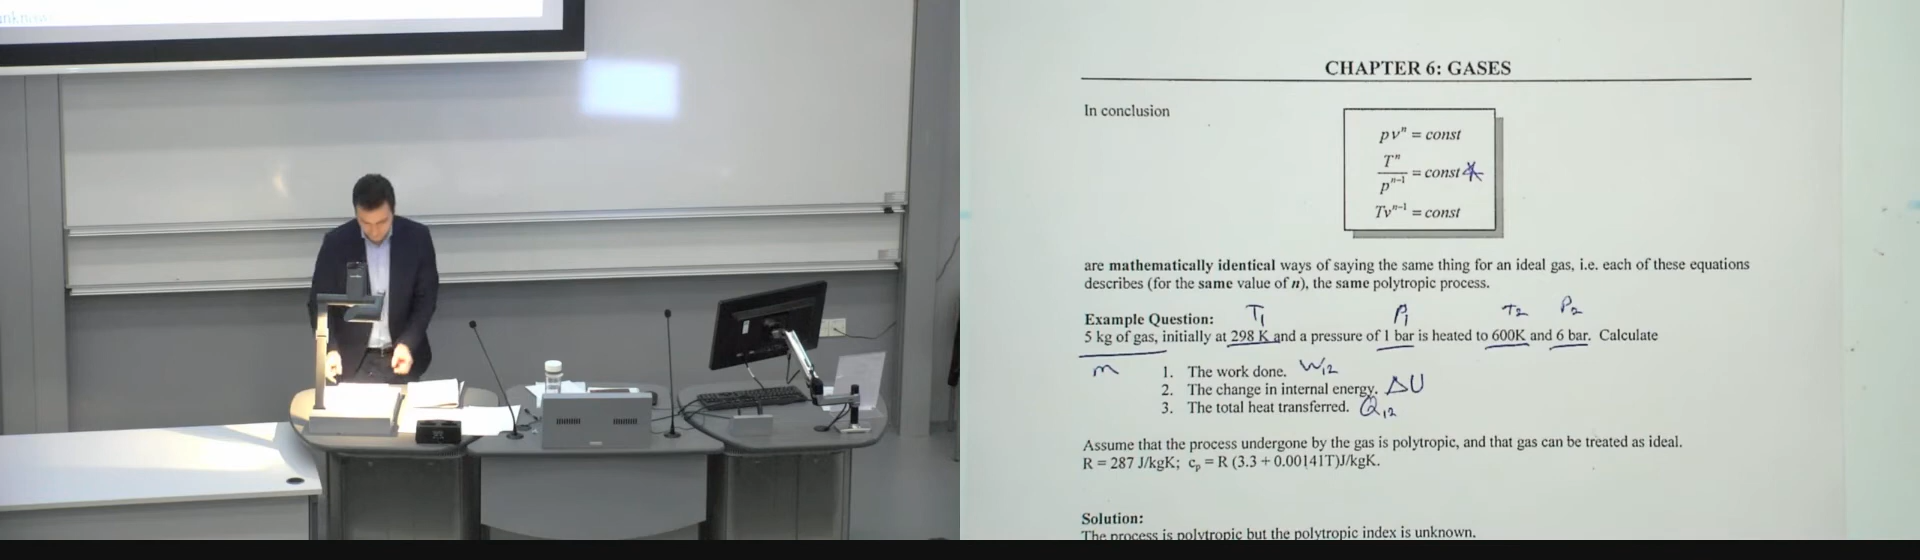 CHAPTER 6: GASES
In conclusion
pvⁿ = const
Tⁿ / pⁿ⁻¹ = const
Tvⁿ⁻¹ = const
are mathematically identical ways of saying the same thing for an ideal gas, i.e. each of these equations
describes (for the same value of n), the same polytropic process.
T₁ P₁ T₂ P₂
Example Question:
5 kg of gas, initially at 298 K and a pressure of 1 bar is heated to 600K and 6 bar. Calculate
m
1. The work done. W₁₂
2. The change in internal energy. ΔU
3. The total heat transferred. Q₁₂
Assume that the process undergone by the gas is polytropic, and that gas can be treated as ideal.
R = 287 J/kgK; cₚ = R (3.3 + 0.00141T)J/kgK.
Solution:
The process is polytropic but the polytropic index is unknown.